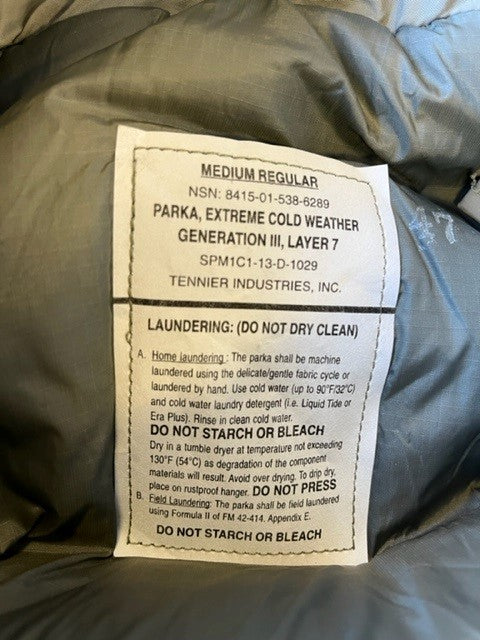 MEDIUM REGULAR
NSN: 8415-01-538-6289
PARKA, EXTREME COLD WEATHER
GENERATION III, LAYER 7
SPM1C1-13-D-1029
TENNIER INDUSTRIES, INC.
LAUNDERING: (DO NOT DRY CLEAN)
A. Home laundering: The parka shall be machine
laundered using the delicate/gentle fabric cycle or
laundered by hand. Use cold water (up to 90°F/32°C)
and cold water laundry detergent (i.e. Liquid Tide or
Era Plus). Rinse in clean cold water.
DO NOT STARCH OR BLEACH
Dry in a tumble dryer at temperature not exceeding
130°F (54°C) as degradation of the component
materials will result. Avoid over drying. To drip dry,
place on rustproof hanger. DO NOT PRESS
B. Field Laundering: The parka shall be field laundered
using Formula II of FM 42-414. Appendix E.
DO NOT STARCH OR BLEACH